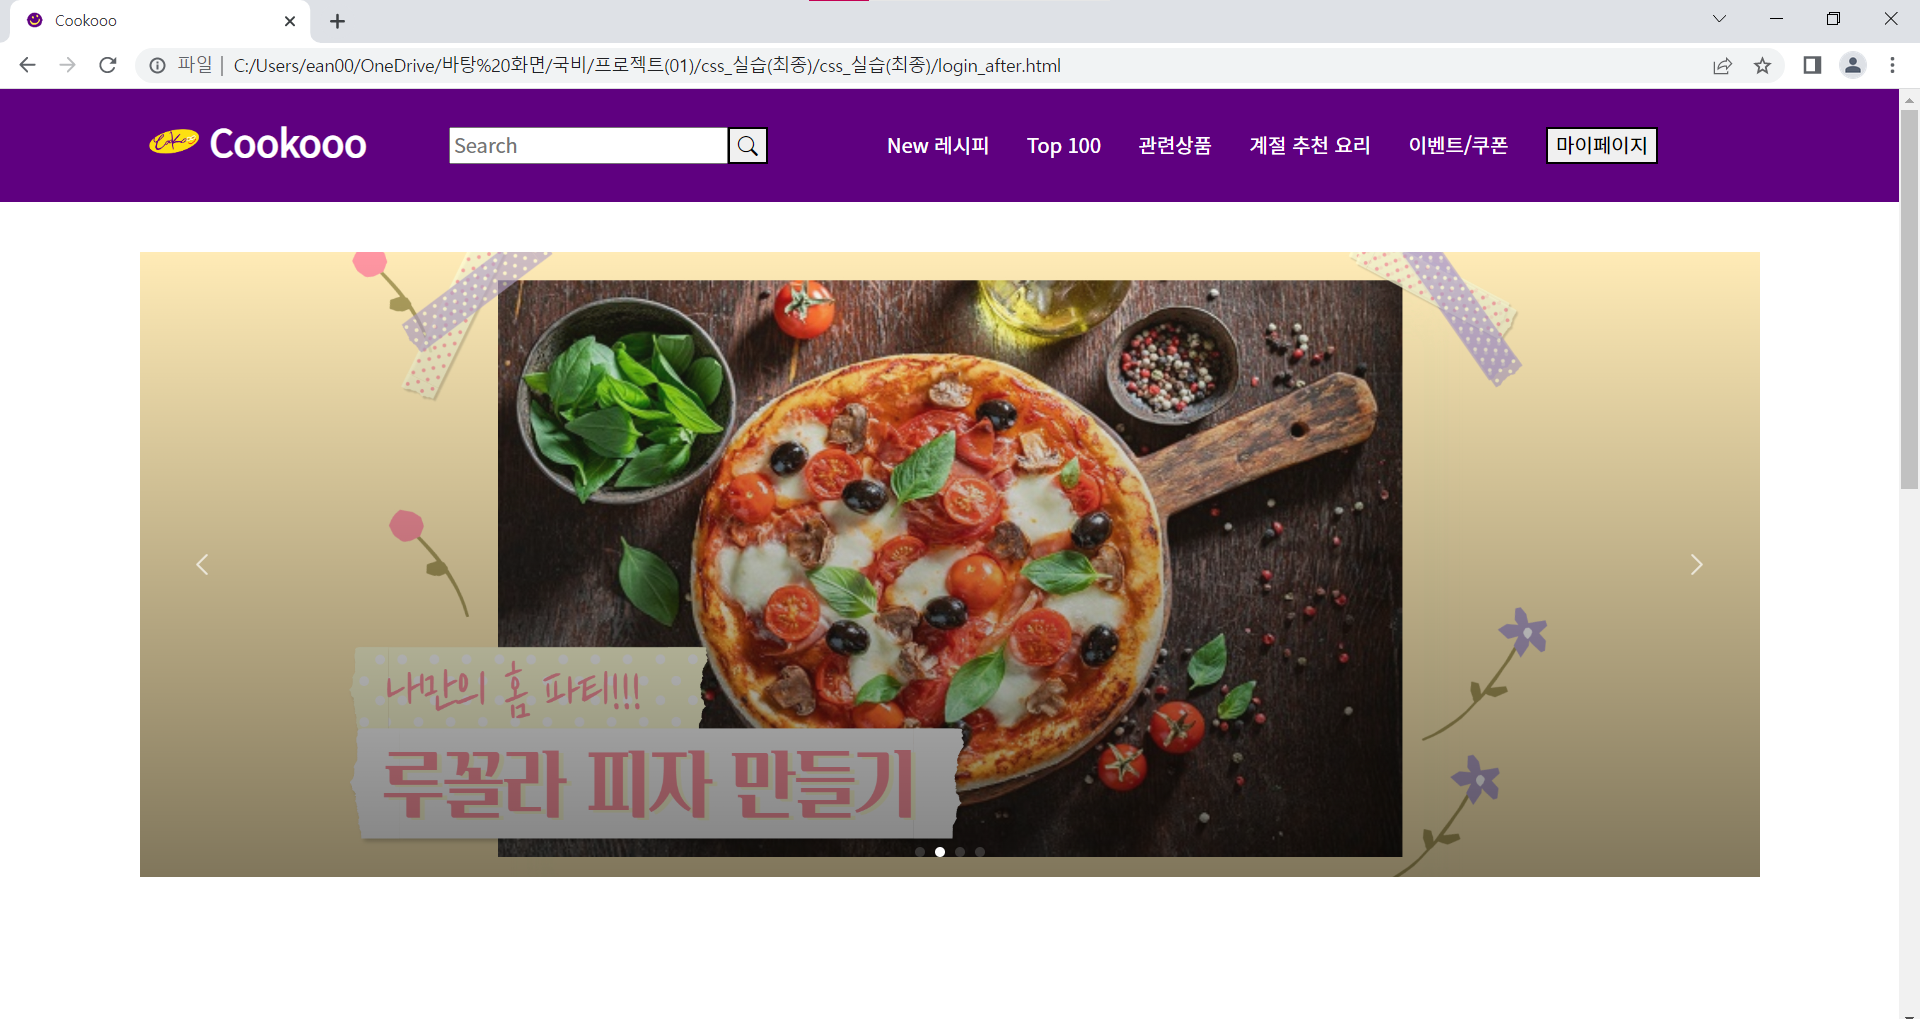 Cookooo
파일 | C:/Users/ean00/OneDrive/바탕%20화면/국비/프로젝트(01)/css_실습(최종)/css_실습(최종)/login_after.html
Cookooo
Search
New 레시피
Top 100
관련상품
계절 추천 요리
이벤트/쿠폰
마이페이지
내만의 홈 파티!!!
루꼴라 피자 만들기